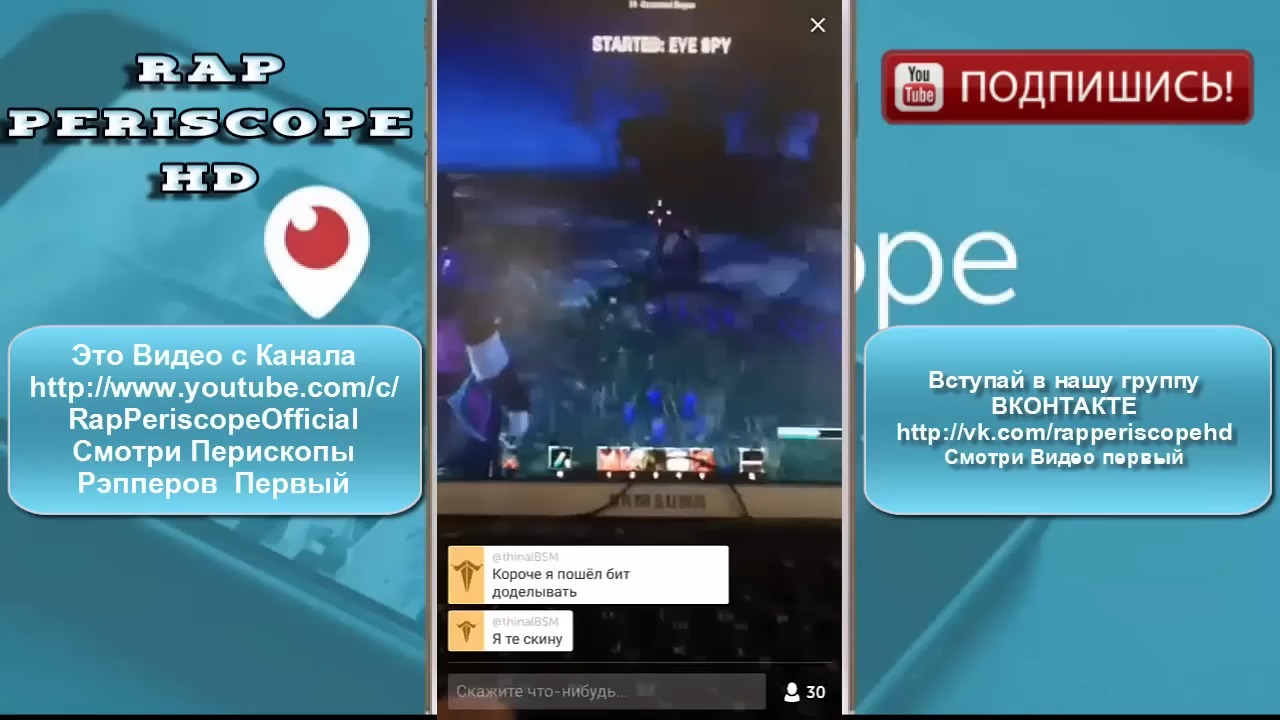 RAP
PERISCOPE
HD
Это Видео с Канала
http://www.youtube.com/c/
RapPeriscopeOfficial
Смотри Перископы
Рэпперов Первый
STARTED: EYE SPY
@thinalBSM
Короче я пошёл бит
доделывать
@thinalBSM
Я те скину
Скажите что-нибудь...
30
You
Tube
ПОДПИШИСЬ!
ope
Вступай в нашу группу
ВКОНТАКТЕ
http://vk.com/rapperiscopehd
Смотри Видео первый